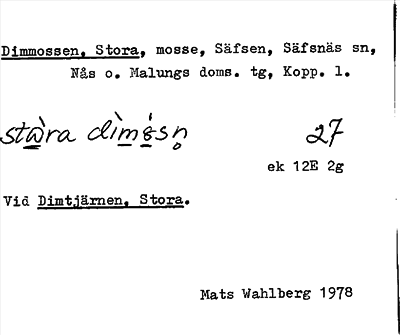 Dimmossen, Stora, mosse, Säfsen, Säfsnäs sn,
Nås o. Malungs doms. tg, Kopp. l.
27
ek 12E 2g
Vid Dimtjärnen, Stora.
Mats Wahlberg 1978